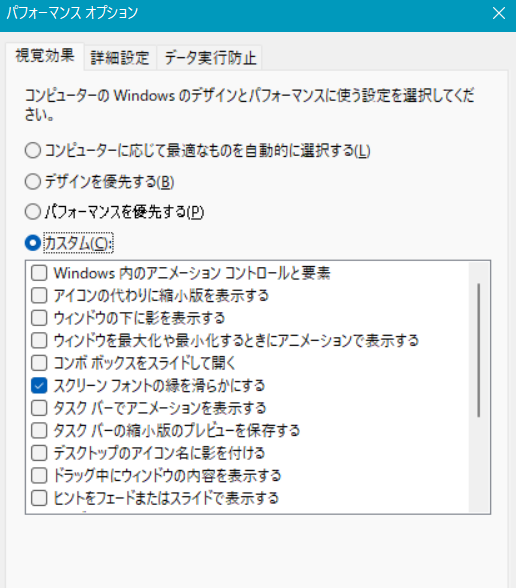 パフォーマンス オプション
視覚効果 詳細設定 データ実行防止
コンピューターの Windows のデザインとパフォーマンスに使う設定を選択してくだ
さい。
コンピューターに応じて最適なものを自動的に選択する(L)
デザインを優先する(B)
パフォーマンスを優先する(P)
カスタム(C):
Windows 内のアニメーション コントロールと要素
アイコンの代わりに縮小版を表示する
ウィンドウの下に影を表示する
ウィンドウを最大化や最小化するときにアニメーションで表示する
コンボ ボックスをスライドして開く
スクリーン フォントの縁を滑らかにする
タスク バーでアニメーションを表示する
タスク バーの縮小版のプレビューを保存する
デスクトップのアイコン名に影を付ける
ドラッグ中にウィンドウの内容を表示する
ヒントをフェードまたはスライドで表示する